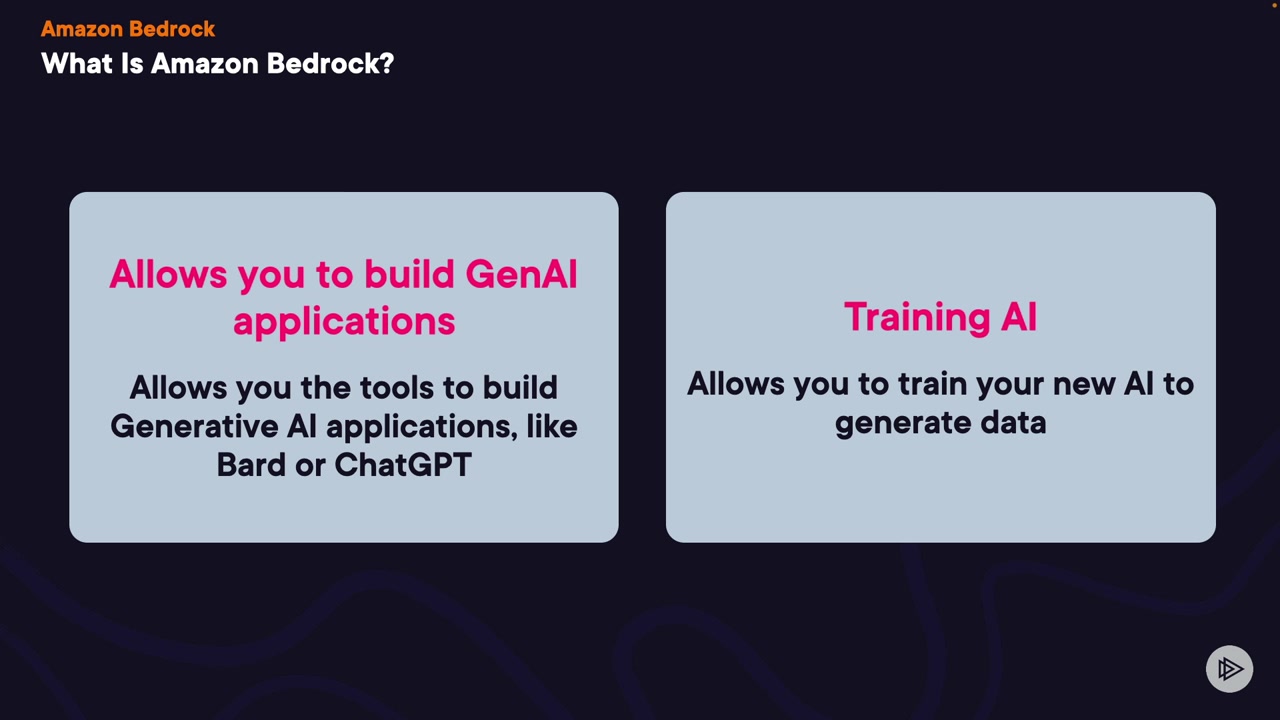 Amazon Bedrock
What Is Amazon Bedrock?
Allows you to build GenAI
applications
Allows you the tools to build
Generative AI applications, like
Bard or ChatGPT
Training AI
Allows you to train your new AI to
generate data